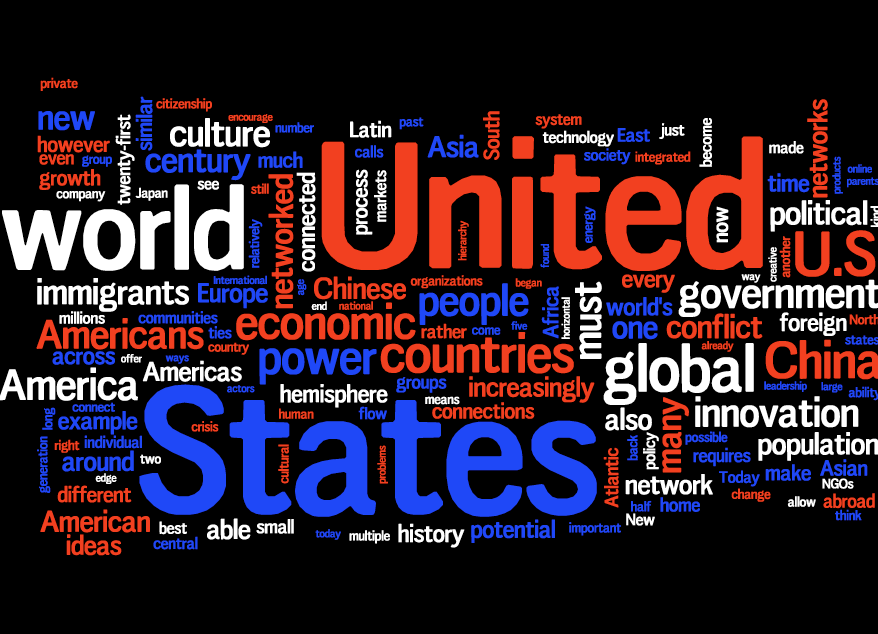 private
new
twenty-first
similar
citizenship
encourage
number
culture
Latin
past
South
system
technology
East
just
become
made
networks
however
even
group
century
much
calls
Asia
society
integrated
online
products
parents
growth
company
Japan
see
still
networked
connected
process
markets
United
time
world
relatively
hierarchy
found
energy
now
political
kind
creative
another
U.S
immigrants
International
Europe
age
Chinese
organizations
began
every
way
government
millions
communities
end
national
people
Africa
horizontal
must
world's
one
conflict
foreign
North
Americans
ties
country
economic
rather
come
five
already
states
across
offer
ways
power
countries
global
China
America
Americas
actors
hemisphere
groups
means
increasingly
leadership
large
ability
long
connect
example
States
crisis
human
flow
connections
also
many
innovation
generation
right
individual
cultural
problems
back
policy
possible
population
around
two
edge
Atlantic
requires
network
Today
make
Asian
NGOs
different
half
home
change
allow
abroad
American
best
able
small
today
multiple
history
potential
important
New
think
ideas
central